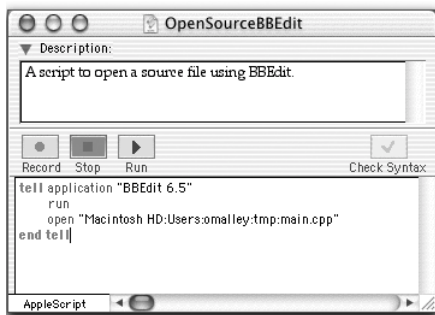 OpenSourceBBEdit
Description:
A script to open a source file using BBEdit.
Record Stop Run Check Syntax
tell application "BBEdit 6.5"
run
open "Macintosh HD:Users:omalley:tmp:main.cpp"
end tell
AppleScript